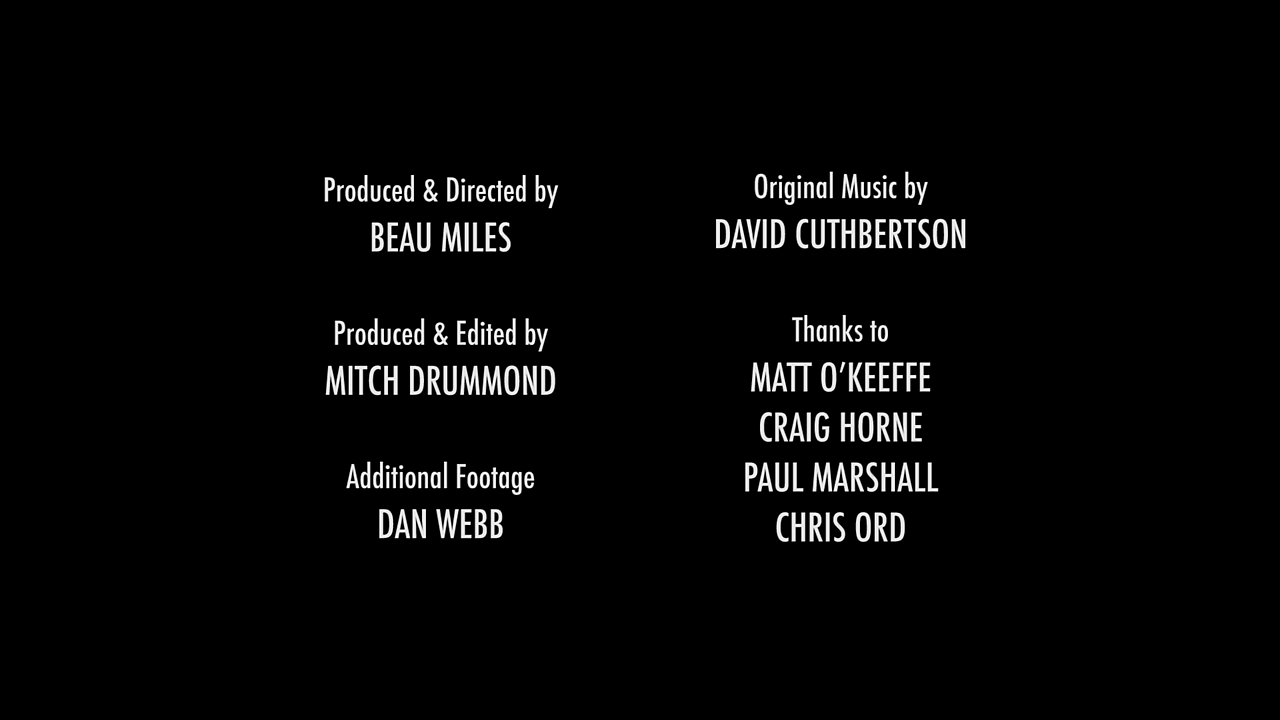 Produced & Directed by
BEAU MILES
Produced & Edited by
MITCH DRUMMOND
Additional Footage
DAN WEBB
Original Music by
DAVID CUTHBERTSON
Thanks to
MATT O’KEEFFE
CRAIG HORNE
PAUL MARSHALL
CHRIS ORD